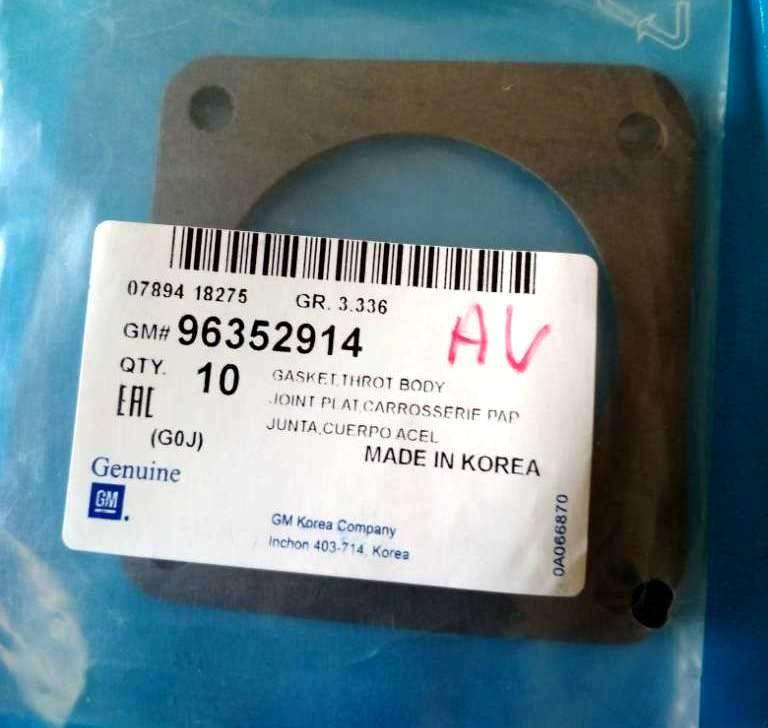 07894 18275 GR. 3.336
GM# 96352914
AV
QTY. 10
GASKET,THROT BODY
JOINT PLAT,CARROSSERIE PAP
JUNTA,CUERPO ACEL
EAC
(G0J)
MADE IN KOREA
Genuine
GM
GM Korea Company
Inchon 403-714, Korea
0A066870